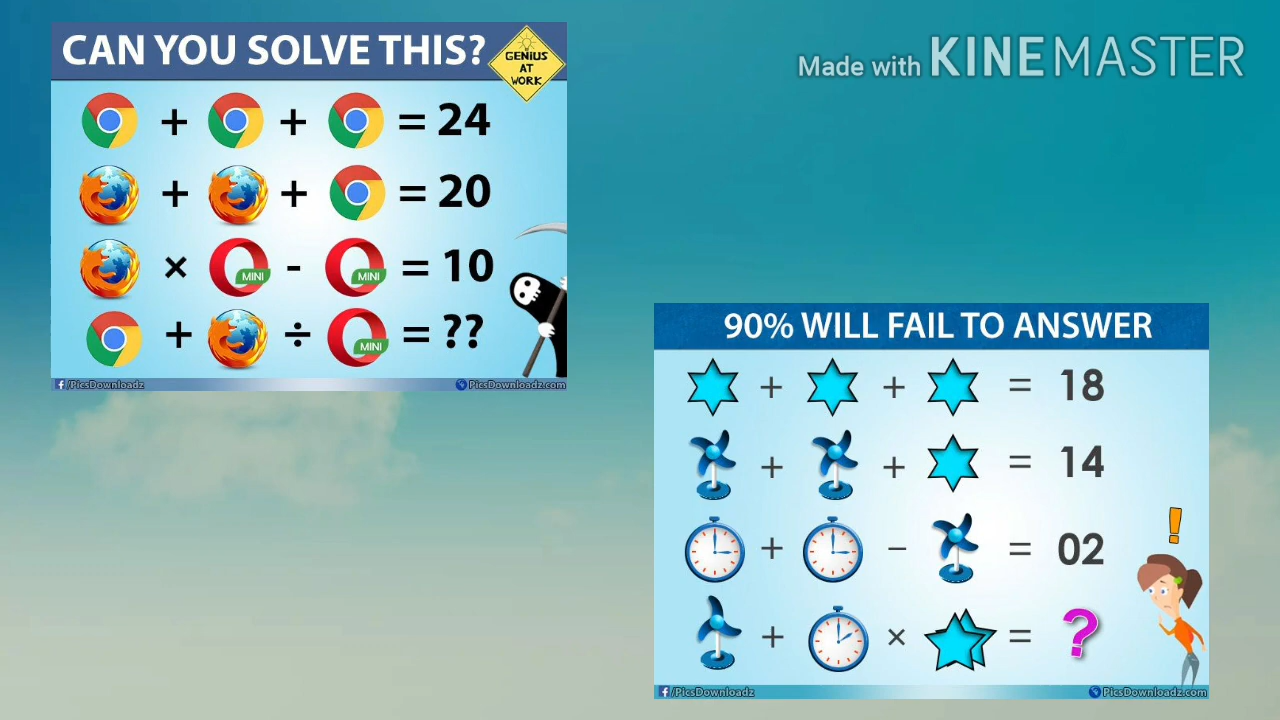 CAN YOU SOLVE THIS?
GENIUS
AT
WORK
+ + = 24
+ + = 20
× MINI - MINI = 10
+ ÷ MINI = ??
f /PicsDownloadz PicsDownloadz.com
Made with KINEMASTER
90% WILL FAIL TO ANSWER
+ + = 18
+ + = 14
+ − = 02
+ × = ?
!
f /PicsDownloadz PicsDownloadz.com